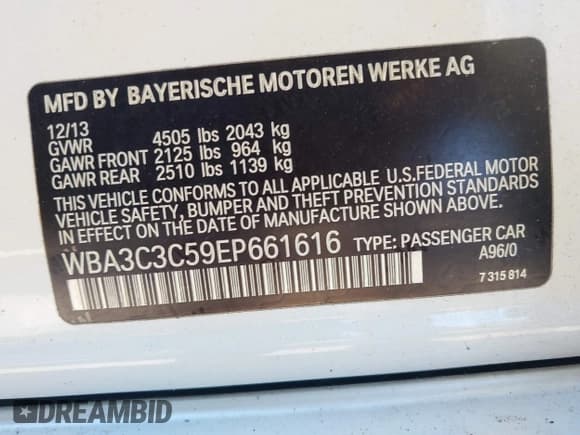 MFD BY BAYERISCHE MOTOREN WERKE AG
12/13
GVWR 4505 lbs 2043 kg
GAWR FRONT 2125 lbs 964 kg
GAWR REAR 2510 lbs 1139 kg
THIS VEHICLE CONFORMS TO ALL APPLICABLE U.S.FEDERAL MOTOR
VEHICLE SAFETY, BUMPER AND THEFT PREVENTION STANDARDS
IN EFFECT ON THE DATE OF MANUFACTURE SHOWN ABOVE.
WBA3C3C59EP661616 TYPE: PASSENGER CAR
A96/0
7 315 814
DREAMBID